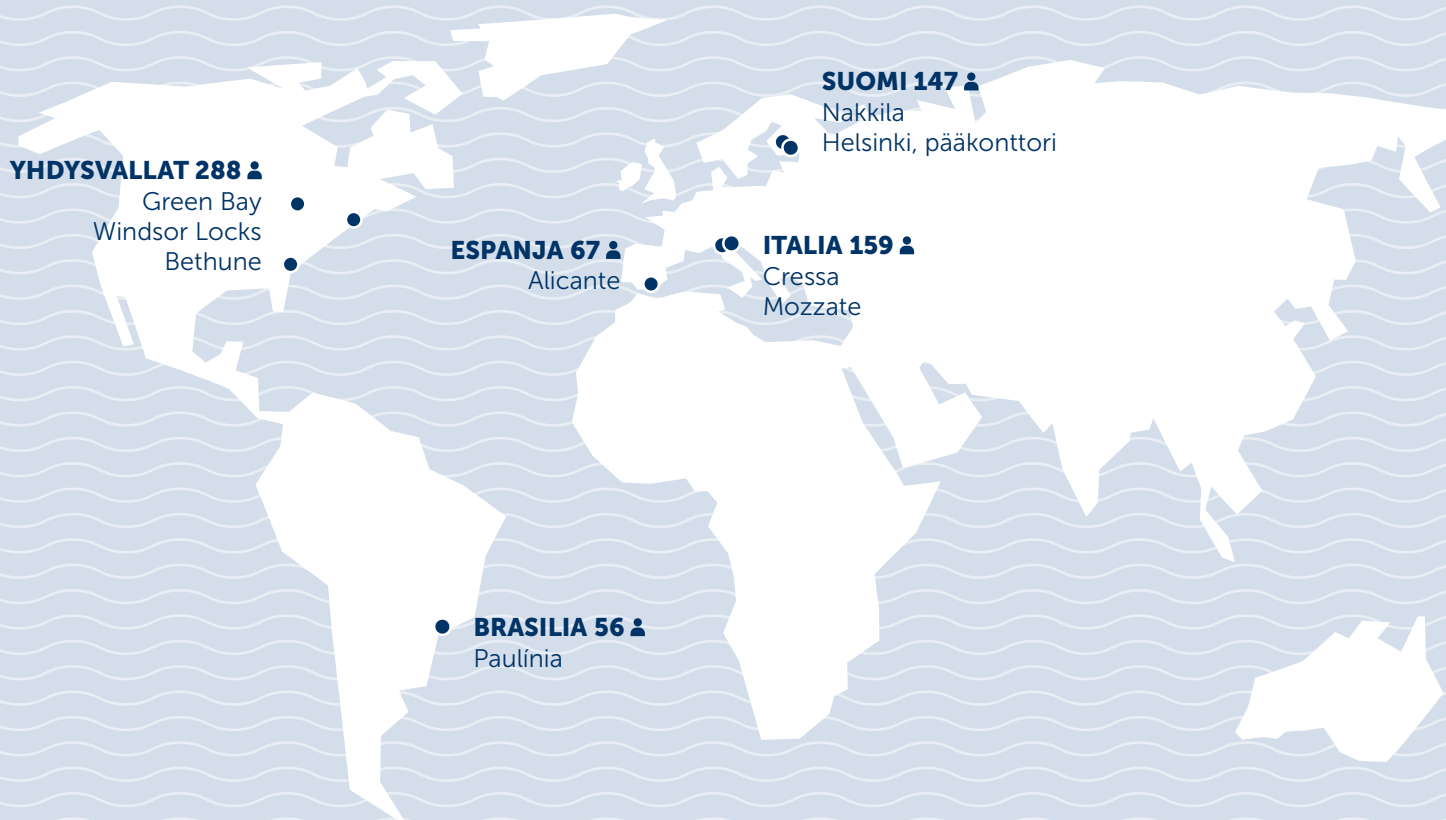 SUOMI 147
Nakkila
Helsinki, pääkonttori
YHDYSVALLAT 288
Green Bay
Windsor Locks
Bethune
ESPANJA 67
Alicante
ITALIA 159
Cressa
Mozzate
BRASILIA 56
Paulínia